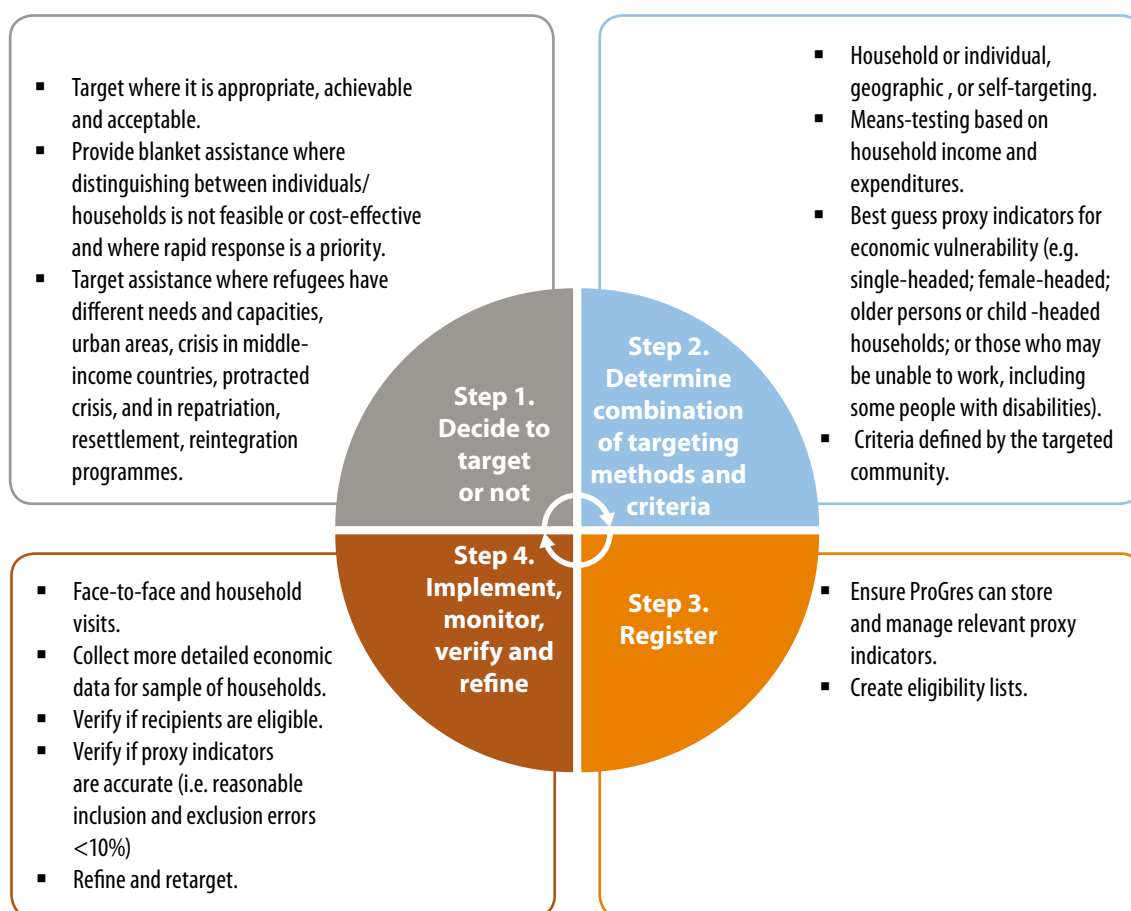 ▪ Target where it is appropriate, achievable
and acceptable.
▪ Provide blanket assistance where
distinguishing between individuals/
households is not feasible or cost-effective
and where rapid response is a priority.
▪ Target assistance where refugees have
different needs and capacities,
urban areas, crisis in middle-
income countries, protracted
crisis, and in repatriation,
resettlement, reintegration
programmes.
Step 1.
Decide to
target
or not
▪ Household or individual,
geographic , or self-targeting.
▪ Means-testing based on
household income and
expenditures.
▪ Best guess proxy indicators for
economic vulnerability (e.g.
single-headed; female-headed;
older persons or child -headed
households; or those who may
be unable to work, including
some people with disabilities).
▪ Criteria defined by the targeted
community.
Step 2.
Determine
combination
of targeting
methods and
criteria
▪ Face-to-face and household
visits.
▪ Collect more detailed economic
data for sample of households.
▪ Verify if recipients are eligible.
▪ Verify if proxy indicators
are accurate (i.e. reasonable
inclusion and exclusion errors
<10%)
▪ Refine and retarget.
Step 4.
Implement,
monitor,
verify and
refine
Step 3.
Register
▪ Ensure ProGres can store
and manage relevant proxy
indicators.
▪ Create eligibility lists.